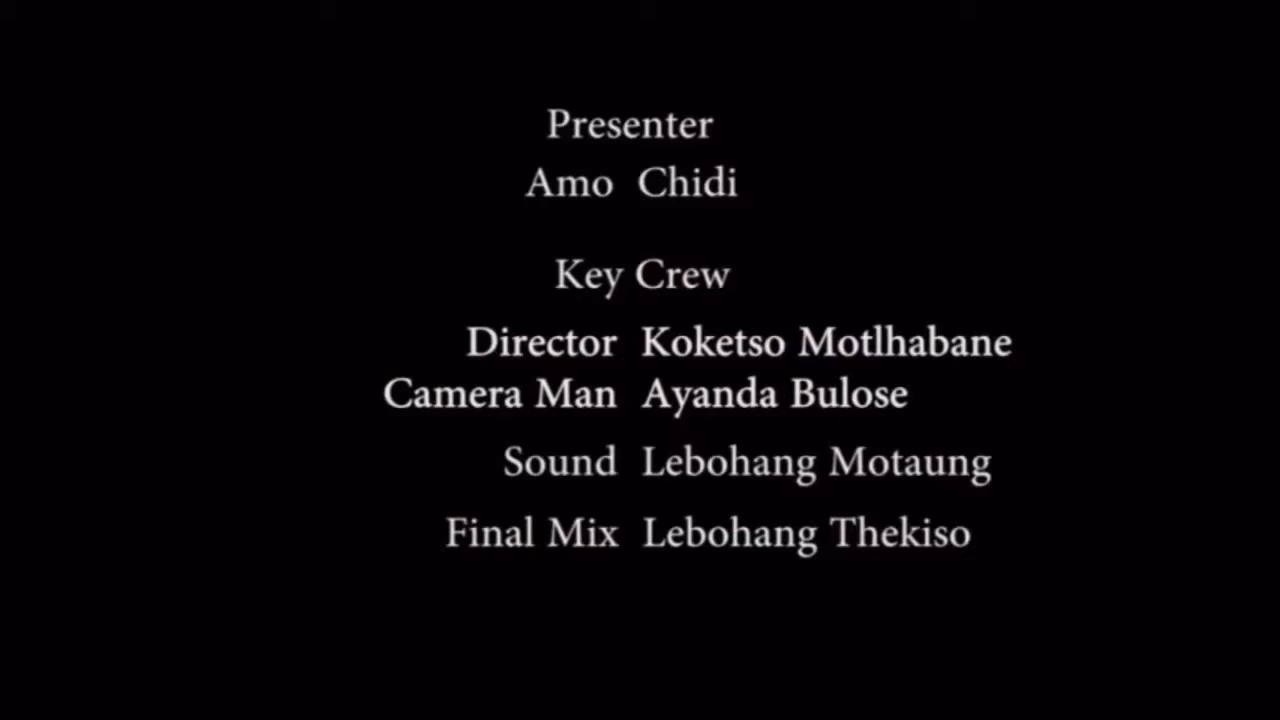 Presenter
Amo Chidi
Key Crew
Director Koketso Motlhabane
Camera Man Ayanda Bulose
Sound Lebohang Motaung
Final Mix Lebohang Thekiso